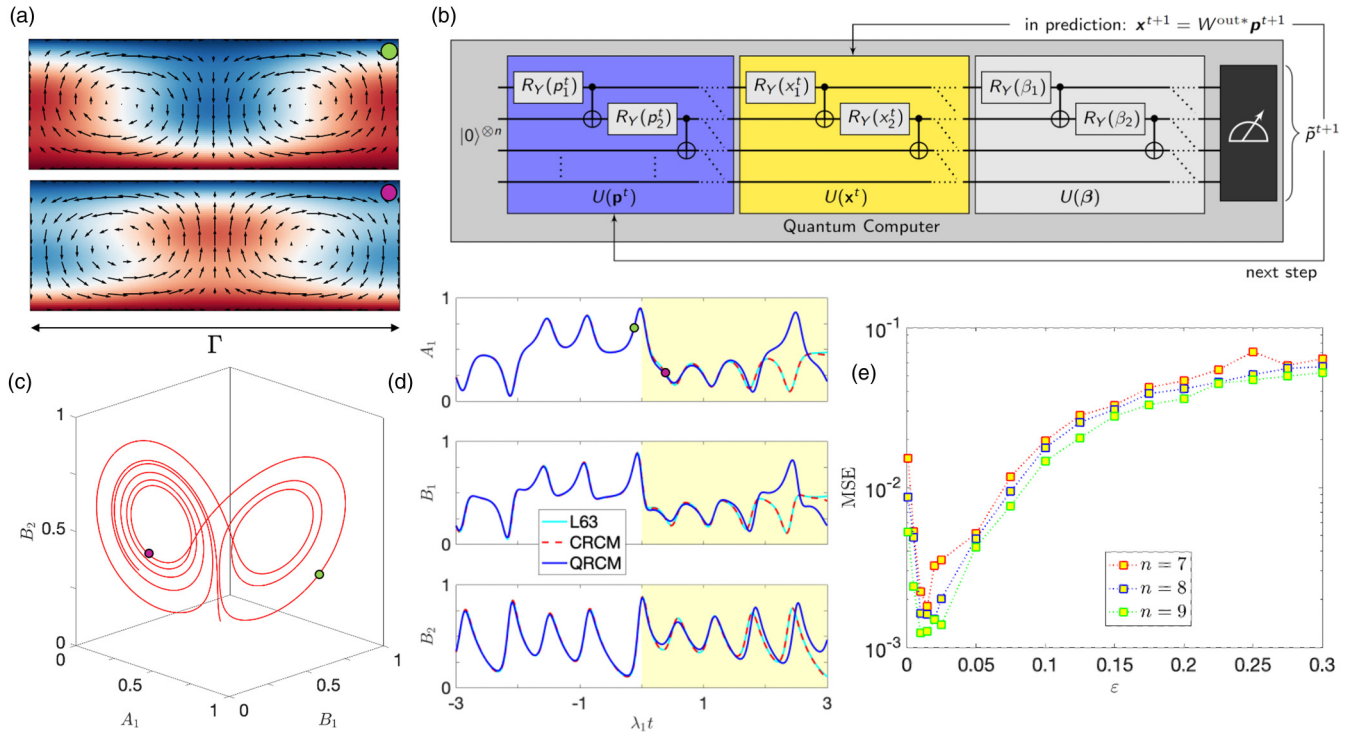 (a)
Γ
(b)
in prediction: x^{t+1} = W^{out*} p^{t+1}
|0⟩^{⊗n}
R_Y(p_1^t)
R_Y(p_2^t)
U(p^t)
R_Y(x_1^t)
R_Y(x_2^t)
U(x^t)
R_Y(β_1)
R_Y(β_2)
U(β)
p̃^{t+1}
Quantum Computer
next step
(c)
1
B_2
0.5
0
0
0.5
1
A_1
0
0.5
1
B_1
(d)
1
A_1
0
1
B_1
0
L63
CRCM
QRCM
1
B_2
0
-3
-2
-1
0
1
2
3
λ_1t
(e)
10^{-1}
10^{-2}
10^{-3}
MSE
n = 7
n = 8
n = 9
0
0.05
0.1
0.15
0.2
0.25
0.3
ε